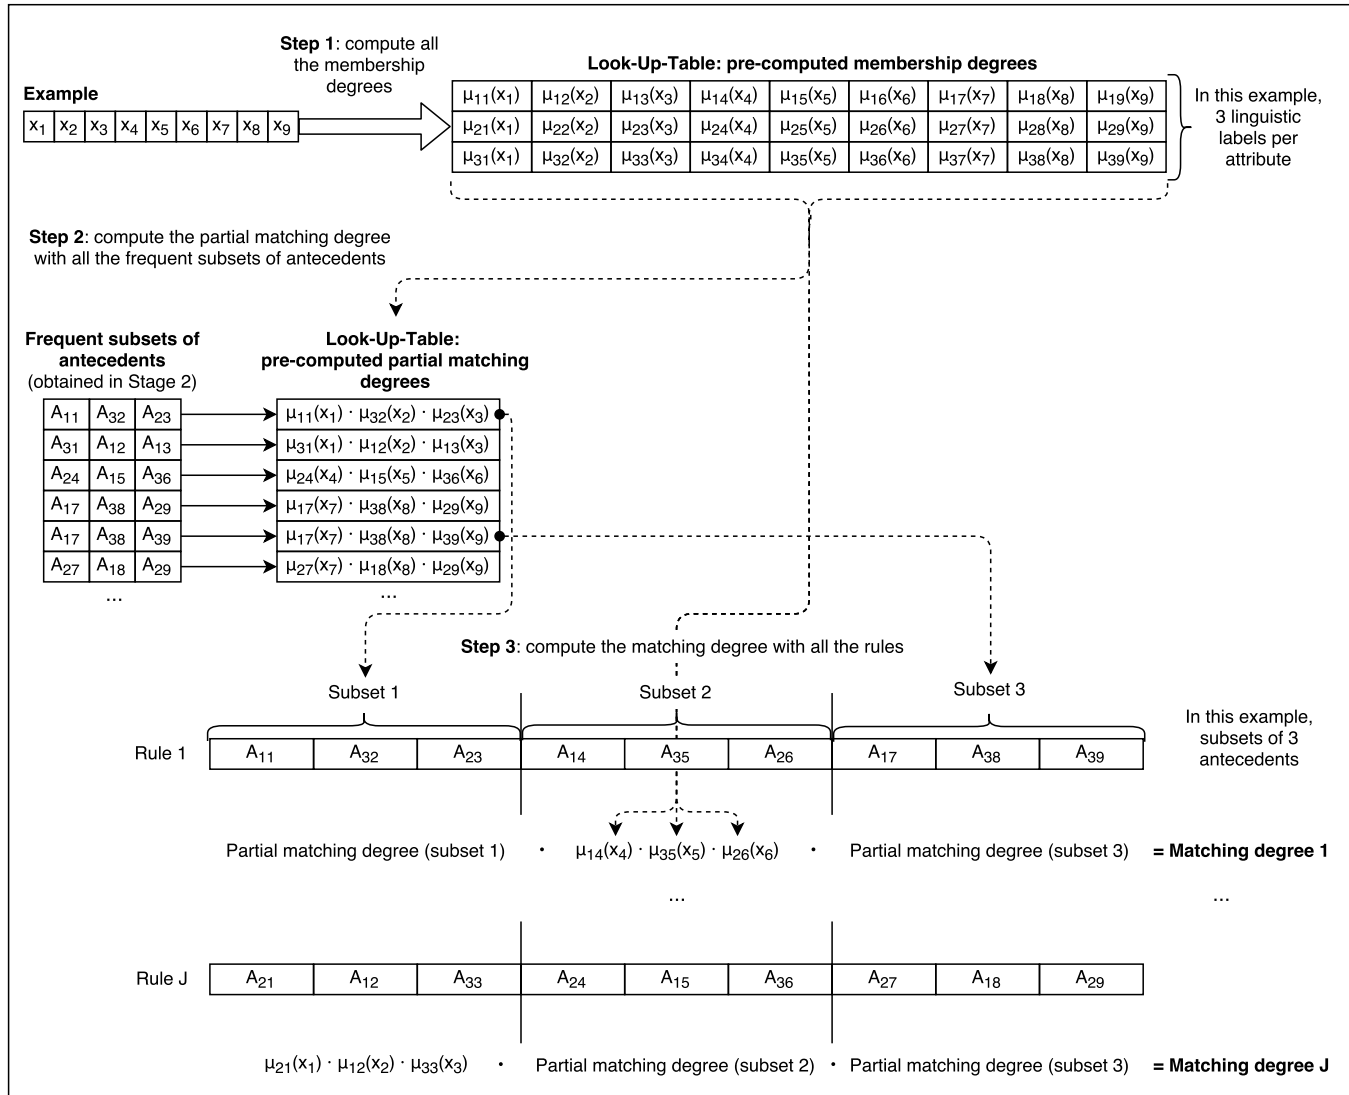 Step 1: compute all
the membership
degrees
Look-Up-Table: pre-computed membership degrees
Example
x1 x2 x3 x4 x5 x6 x7 x8 x9
μ11(x1) μ12(x2) μ13(x3) μ14(x4) μ15(x5) μ16(x6) μ17(x7) μ18(x8) μ19(x9)
μ21(x1) μ22(x2) μ23(x3) μ24(x4) μ25(x5) μ26(x6) μ27(x7) μ28(x8) μ29(x9)
μ31(x1) μ32(x2) μ33(x3) μ34(x4) μ35(x5) μ36(x6) μ37(x7) μ38(x8) μ39(x9)
In this example,
3 linguistic
labels per
attribute
Step 2: compute the partial matching degree
with all the frequent subsets of antecedents
Frequent subsets of
antecedents
(obtained in Stage 2)
Look-Up-Table:
pre-computed partial matching
degrees
A11 A32 A23 μ11(x1) · μ32(x2) · μ23(x3)
A31 A12 A13 μ31(x1) · μ12(x2) · μ13(x3)
A24 A15 A36 μ24(x4) · μ15(x5) · μ36(x6)
A17 A38 A29 μ17(x7) · μ38(x8) · μ29(x9)
A17 A38 A39 μ17(x7) · μ38(x8) · μ39(x9)
A27 A18 A29 μ27(x7) · μ18(x8) · μ29(x9)
... ...
Step 3: compute the matching degree with all the rules
Subset 1 Subset 2 Subset 3
Rule 1 A11 A32 A23 A14 A35 A26 A17 A38 A39
In this example,
subsets of 3
antecedents
Partial matching degree (subset 1) · μ14(x4) · μ35(x5) · μ26(x6) · Partial matching degree (subset 3) = Matching degree 1
... ...
Rule J A21 A12 A33 A24 A15 A36 A27 A18 A29
μ21(x1) · μ12(x2) · μ33(x3) · Partial matching degree (subset 2) · Partial matching degree (subset 3) = Matching degree J